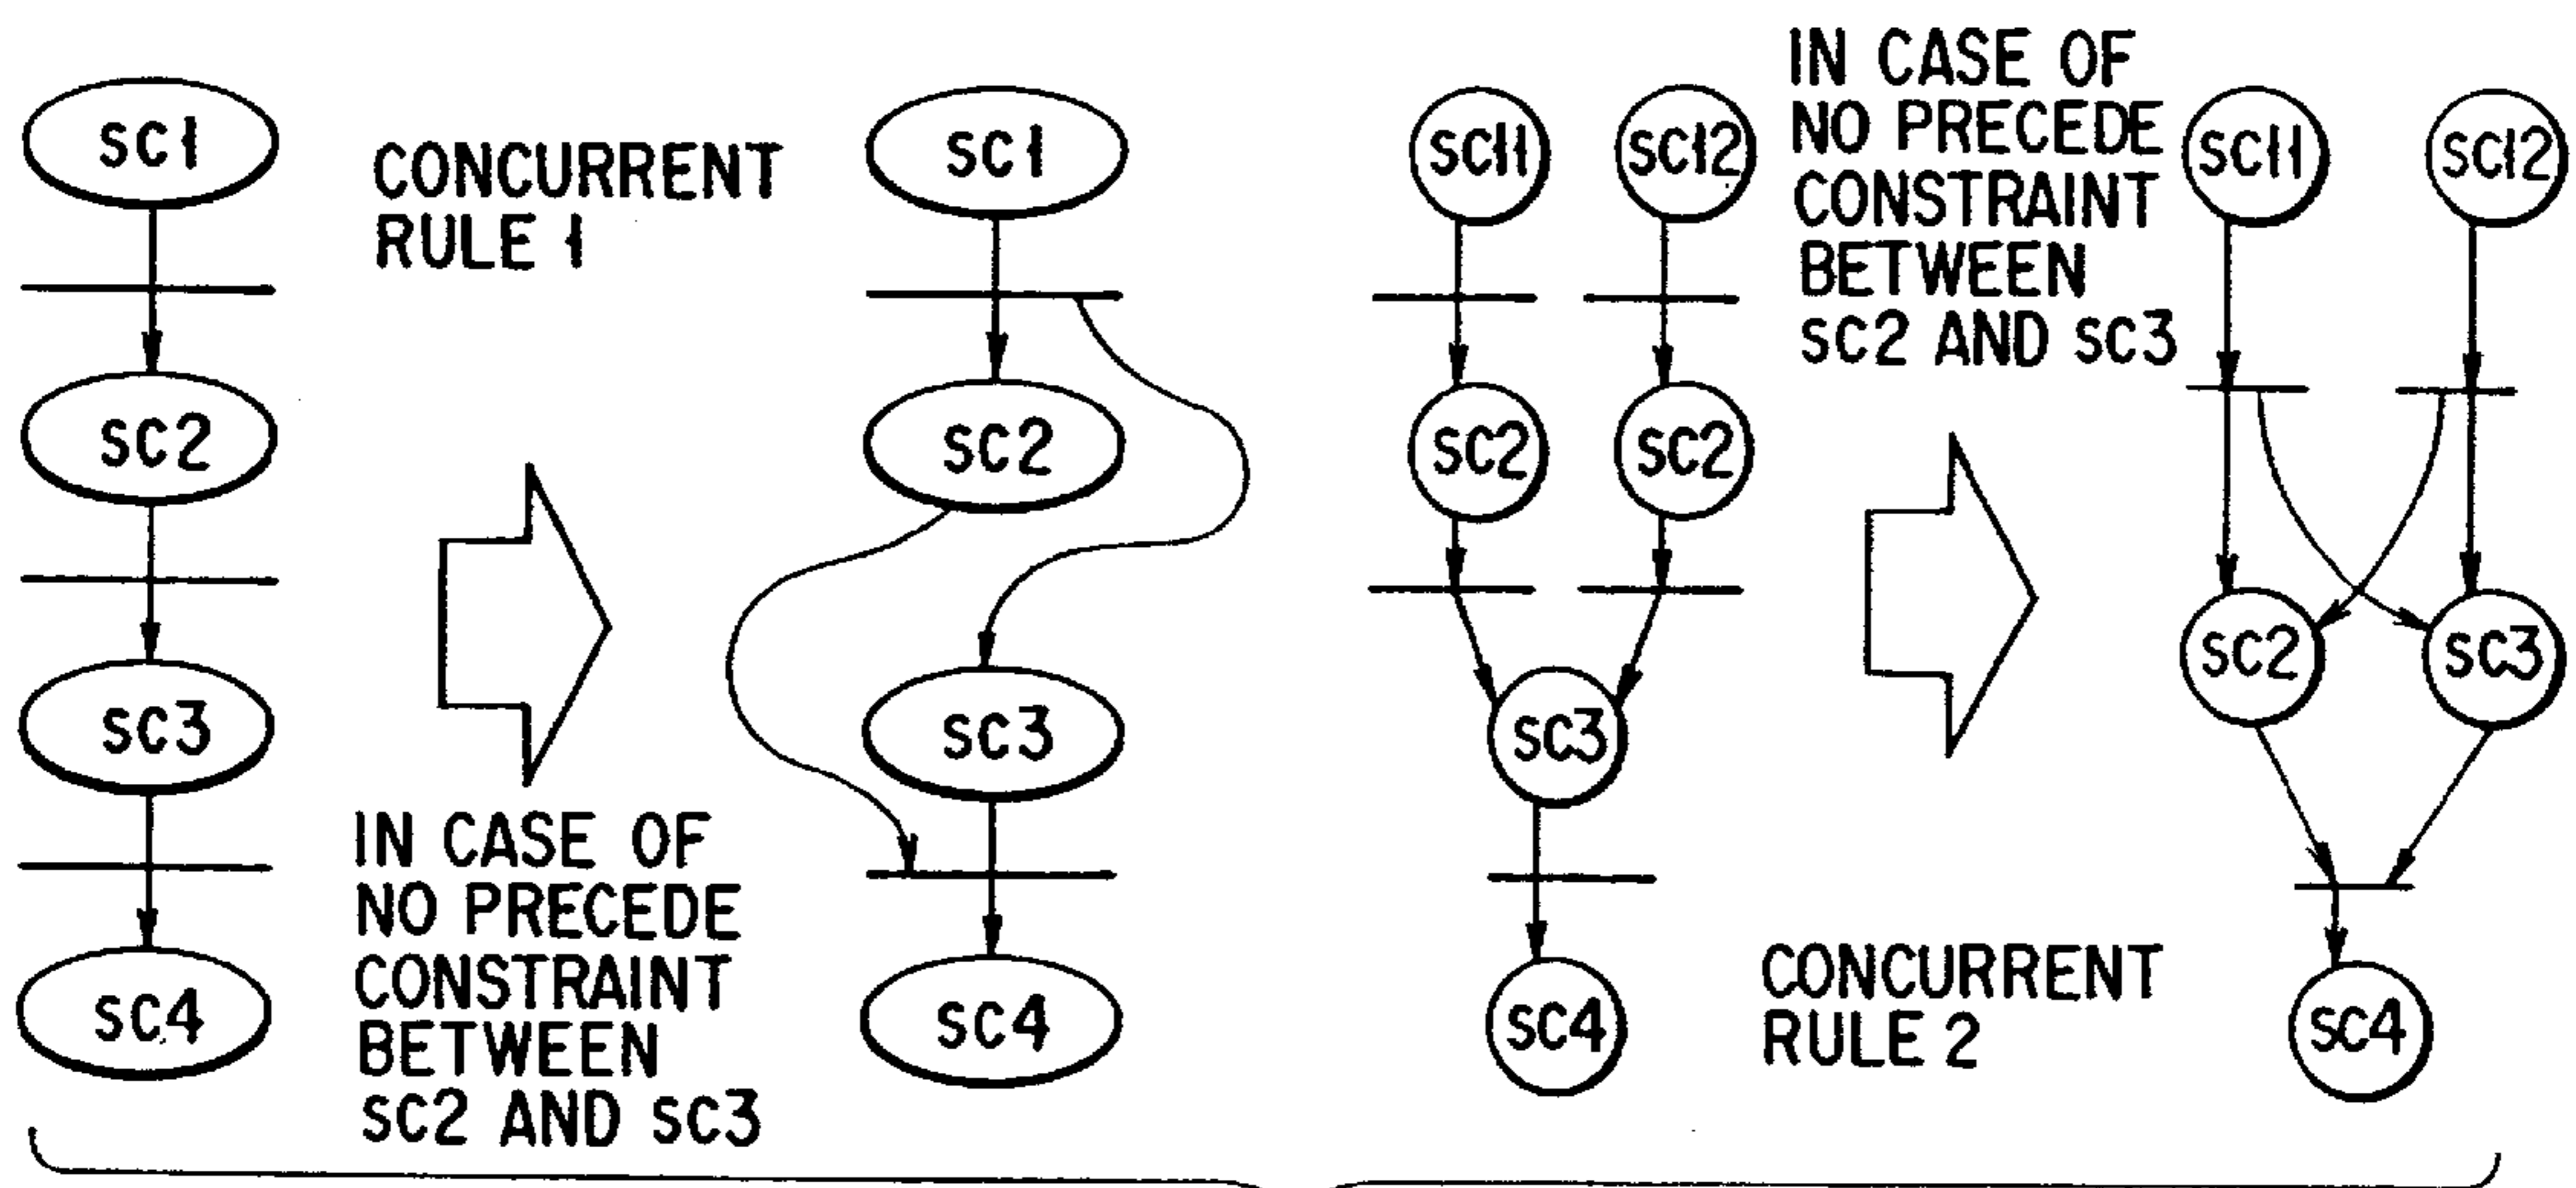 sc1
sc2
sc3
sc4
CONCURRENT
RULE 1
IN CASE OF
NO PRECEDE
CONSTRAINT
BETWEEN
sc2 AND sc3
sc1
sc2
sc3
sc4
sc11
sc12
sc2
sc2
sc3
sc4
IN CASE OF
NO PRECEDE
CONSTRAINT
BETWEEN
sc2 AND sc3
CONCURRENT
RULE 2
sc11
sc12
sc2
sc3
sc4